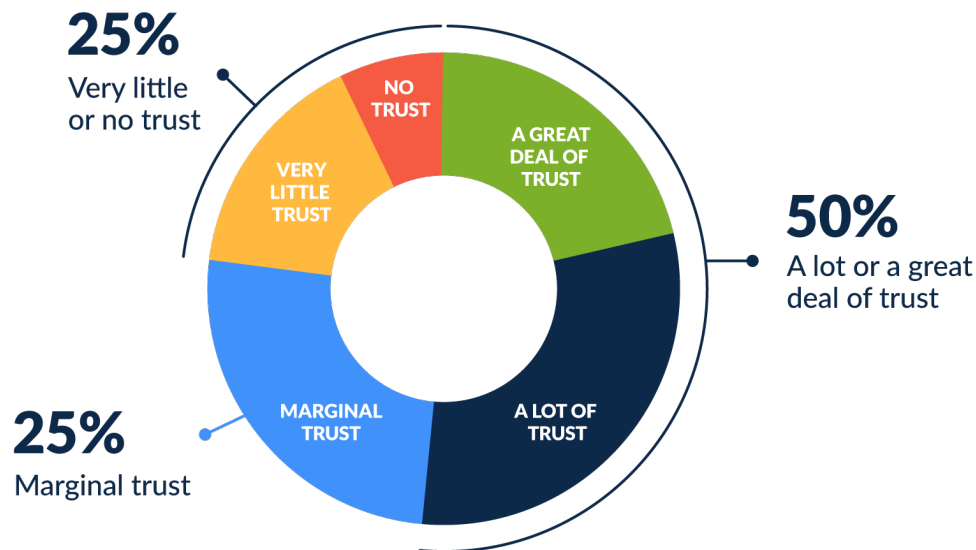 25%
Very little
or no trust
NO
TRUST
A GREAT
DEAL OF
TRUST
VERY
LITTLE
TRUST
50%
A lot or a great
deal of trust
MARGINAL
TRUST
A LOT OF
TRUST
25%
Marginal trust